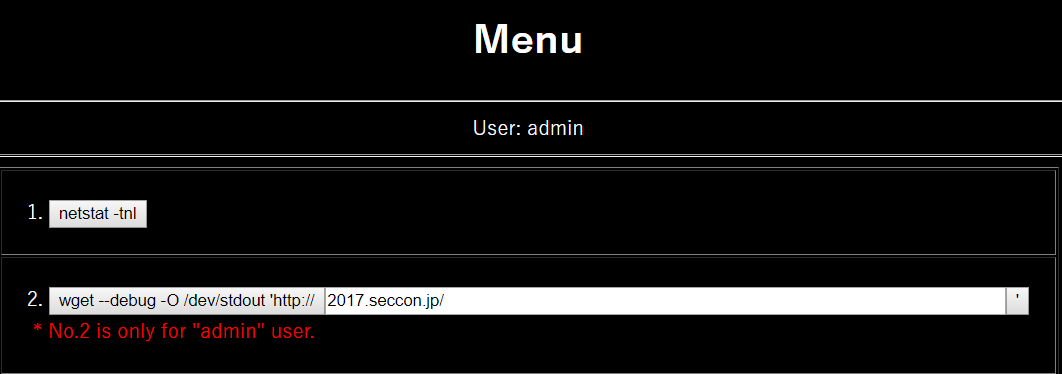 Menu
User: admin
1. netstat -tnl
2. wget --debug -O /dev/stdout 'http:// 2017.seccon.jp/ '
* No.2 is only for "admin" user.